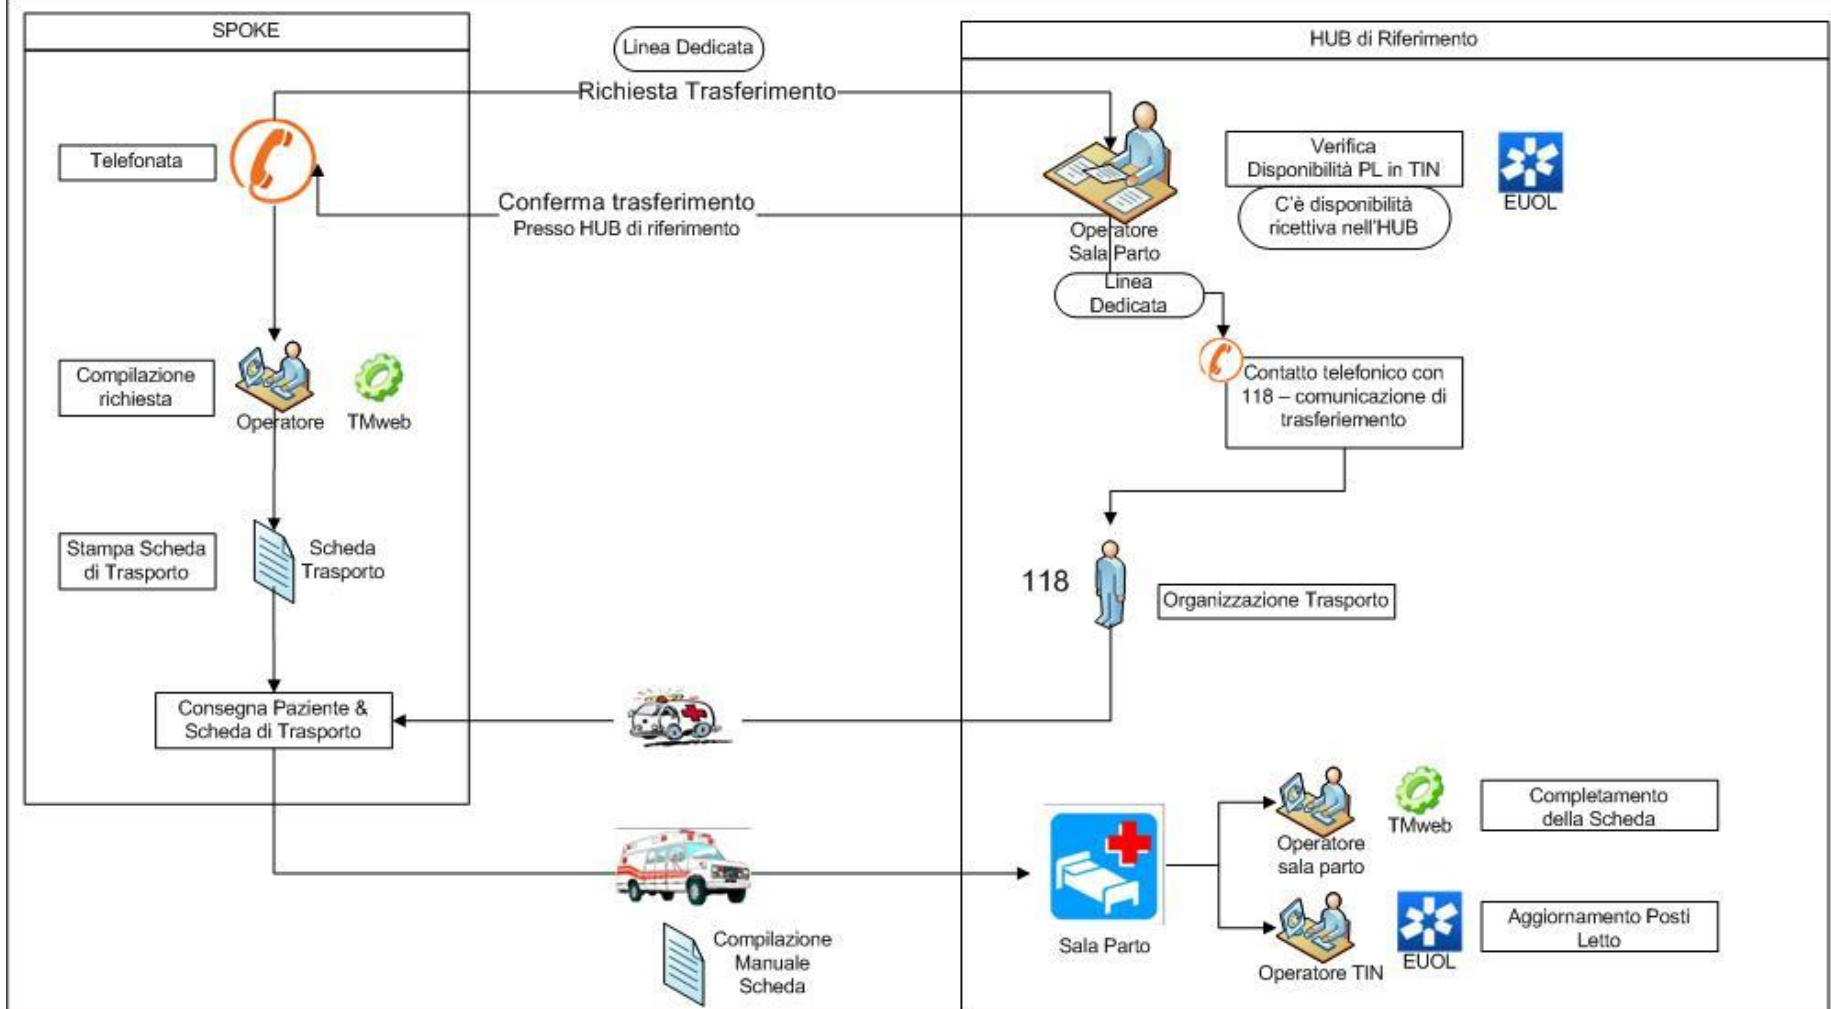 SPOKE
HUB di Riferimento
Linea Dedicata
Richiesta Trasferimento
Telefonata
Verifica
Disponibilità PL in TIN
EUOL
C'è disponibilità
ricettiva nell'HUB
Conferma trasferimento
Presso HUB di riferimento
Operatore
Sala Parto
Linea
Dedicata
Compilazione
richiesta
Operatore
TMweb
Contatto telefonico con
118 – comunicazione di
trasferiemento
Stampa Scheda
di Trasporto
Scheda
Trasporto
118
Organizzazione Trasporto
Consegna Paziente &
Scheda di Trasporto
Operatore
sala parto
TMweb
Completamento
della Scheda
Sala Parto
Operatore TIN
EUOL
Aggiornamento Posti
Letto
Compilazione
Manuale
Scheda